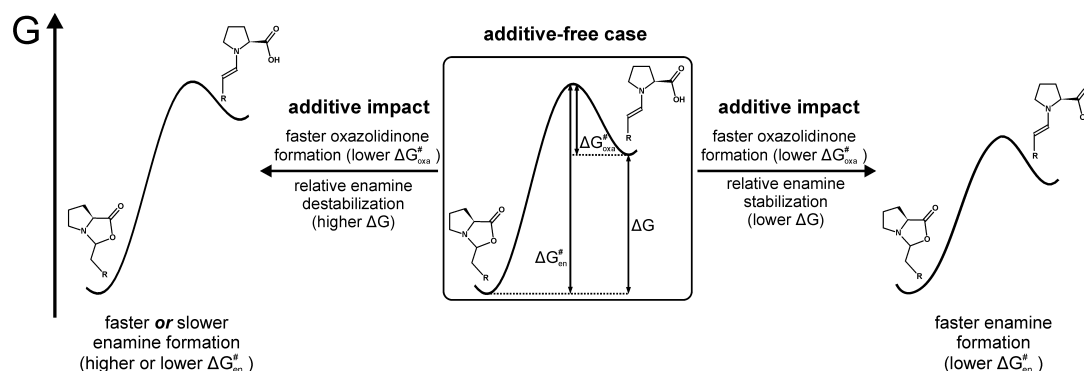 G
additive-free case
additive impact
faster oxazolidinone
formation (lower ΔG#oxa)
relative enamine
destabilization
(higher ΔG)
faster or slower
enamine formation
(higher or lower ΔG#en)
ΔG#oxa
ΔG#en
ΔG
additive impact
faster oxazolidinone
formation (lower ΔG#oxa)
relative enamine
stabilization
(lower ΔG)
faster enamine
formation
(lower ΔG#en)
N
O
OH
R
O
N
O
R
N
O
OH
R
O
N
O
R
N
R
O
N
O
R